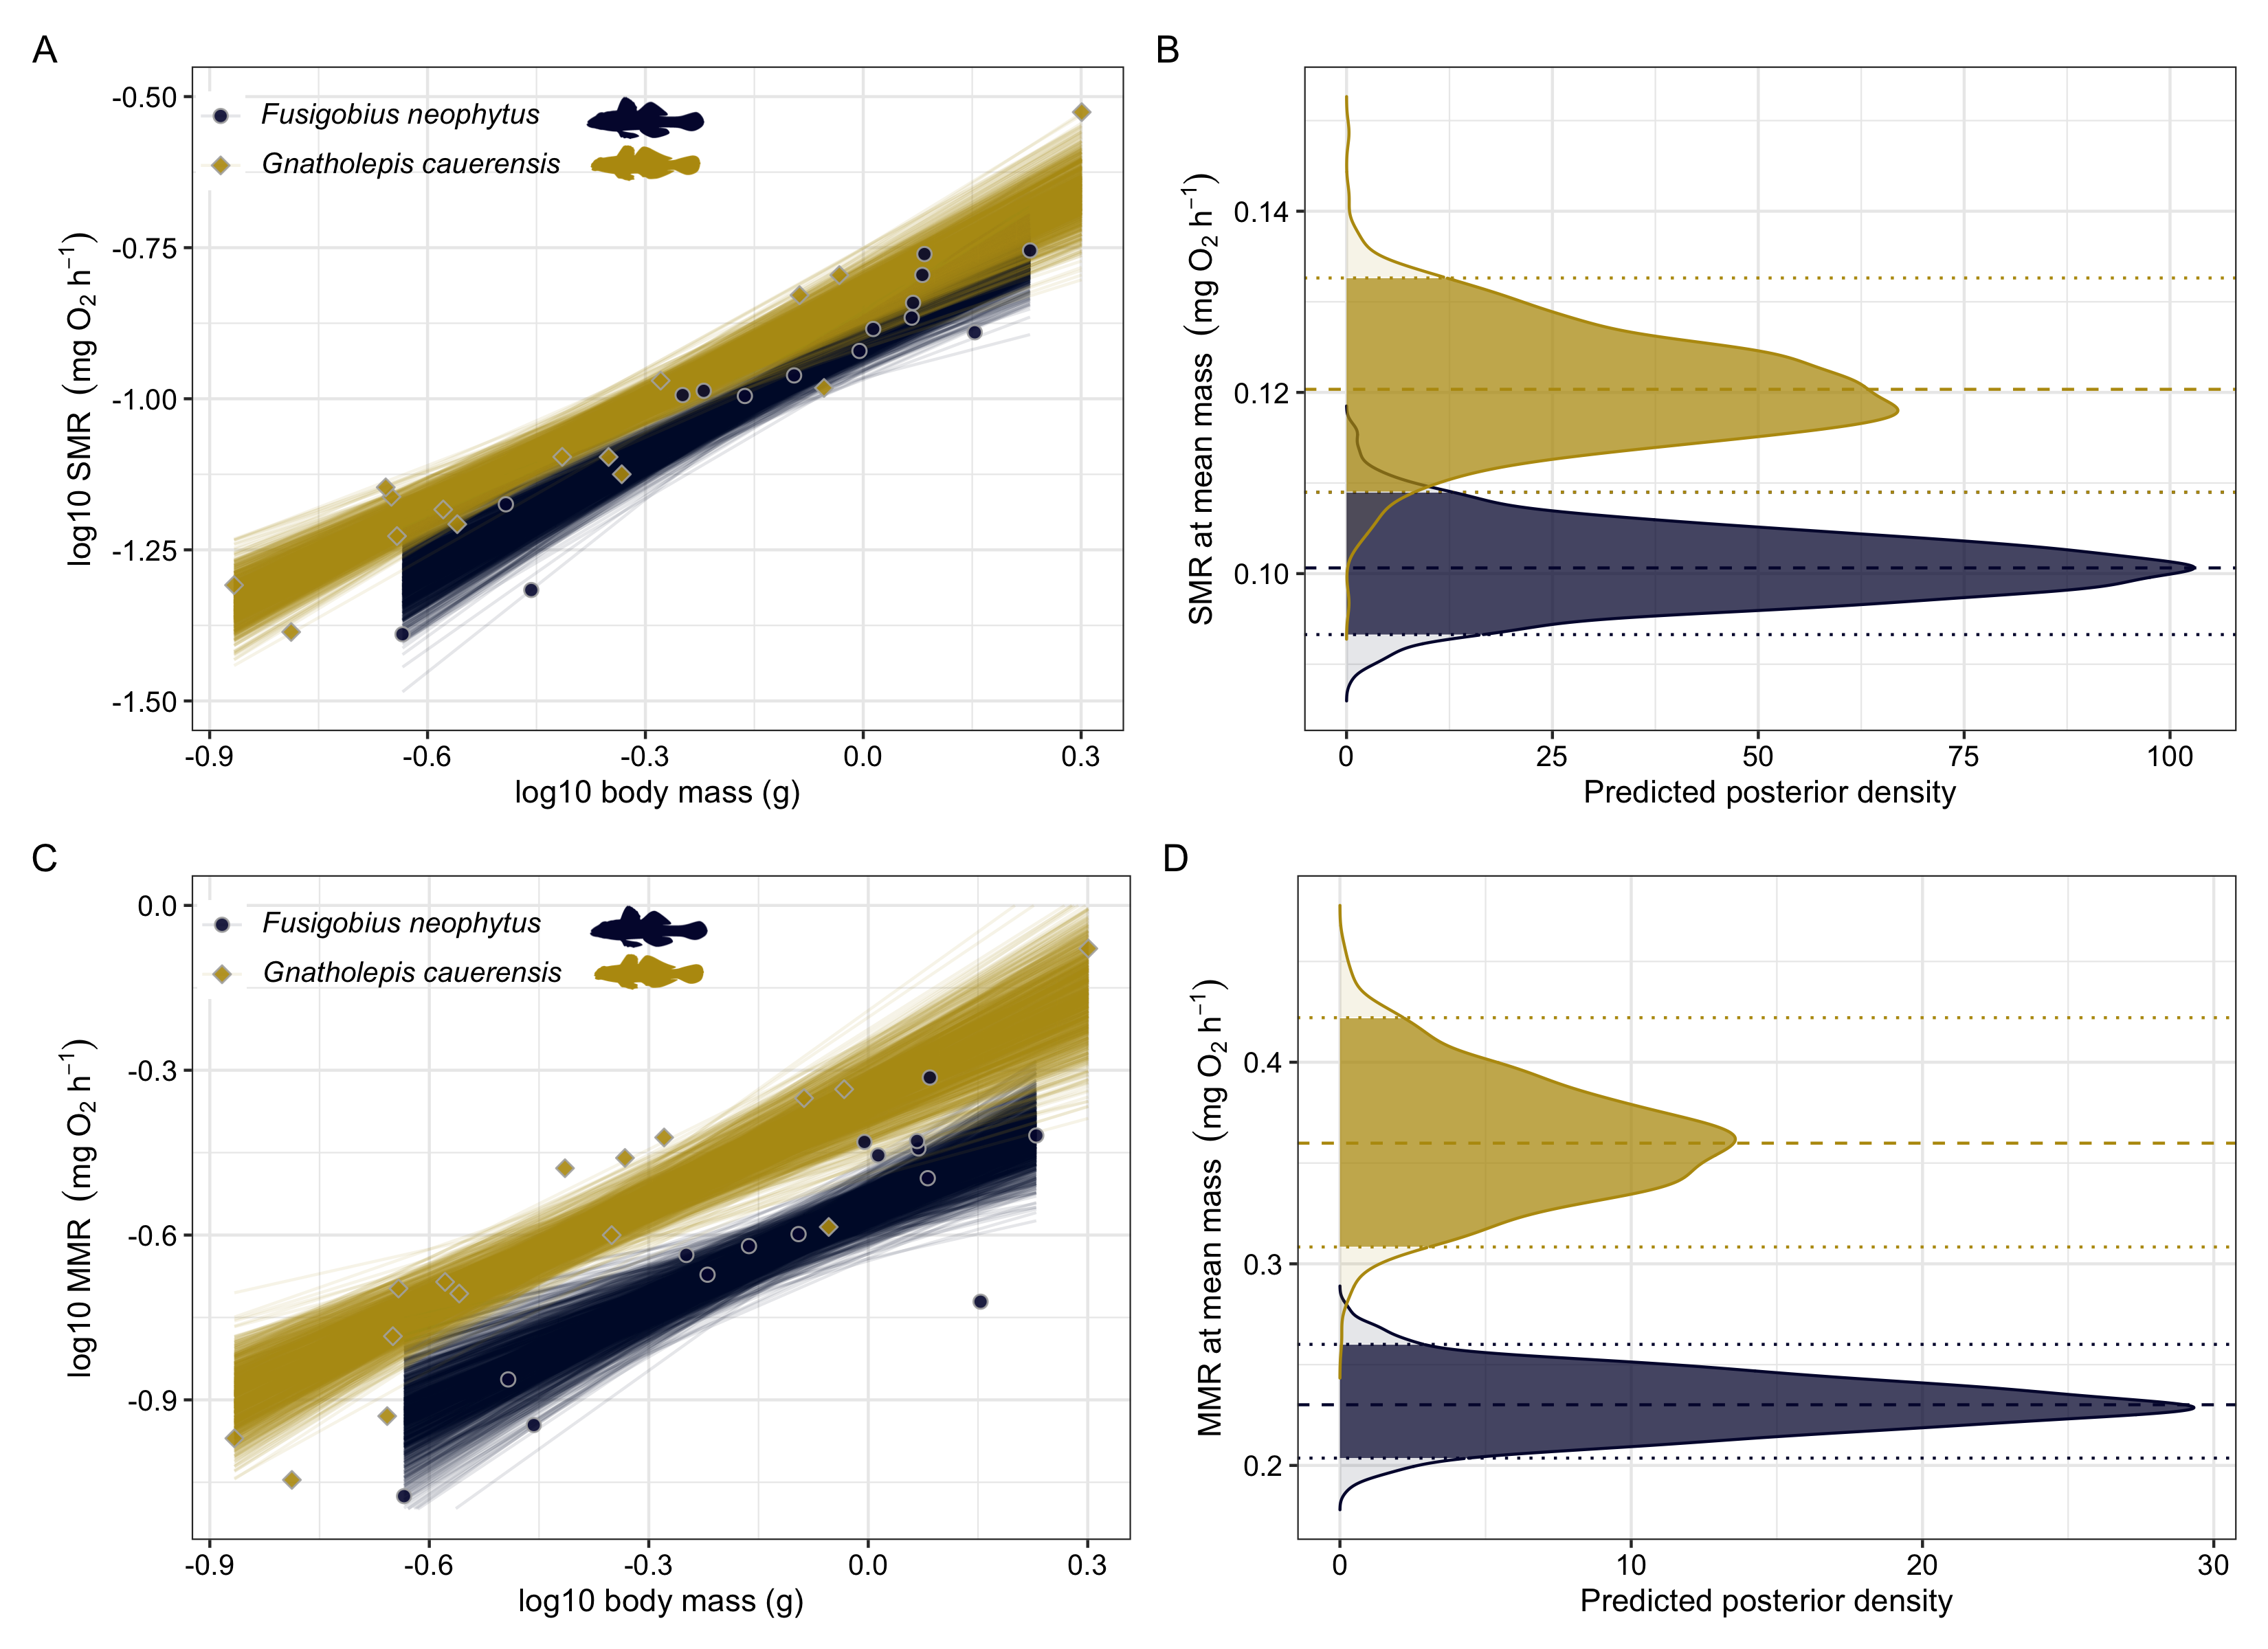 A
Fusigobius neophytus
Gnatholepis cauerensis
log10 SMR (mg O₂ h⁻¹)
-0.50
-0.75
-1.00
-1.25
-1.50
-0.9 -0.6 -0.3 0.0 0.3
log10 body mass (g)
B
SMR at mean mass (mg O₂ h⁻¹)
0.14
0.12
0.10
0 25 50 75 100
Predicted posterior density
C
Fusigobius neophytus
Gnatholepis cauerensis
log10 MMR (mg O₂ h⁻¹)
0.0
-0.3
-0.6
-0.9
-0.9 -0.6 -0.3 0.0 0.3
log10 body mass (g)
D
MMR at mean mass (mg O₂ h⁻¹)
0.4
0.3
0.2
0 10 20 30
Predicted posterior density